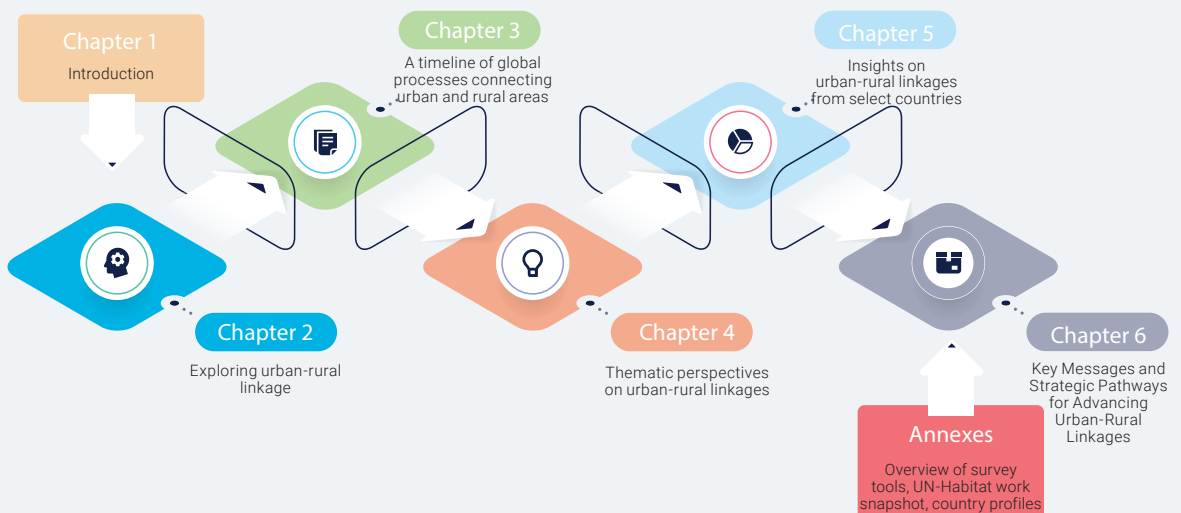 Chapter 1
Introduction
Chapter 2
Exploring urban-rural
linkage
Chapter 3
A timeline of global
processes connecting
urban and rural areas
Chapter 4
Thematic perspectives
on urban-rural linkages
Chapter 5
Insights on
urban-rural linkages
from select countries
Chapter 6
Key Messages and
Strategic Pathways
for Advancing
Urban-Rural
Linkages
Annexes
Overview of survey
tools, UN-Habitat work
snapshot, country profiles